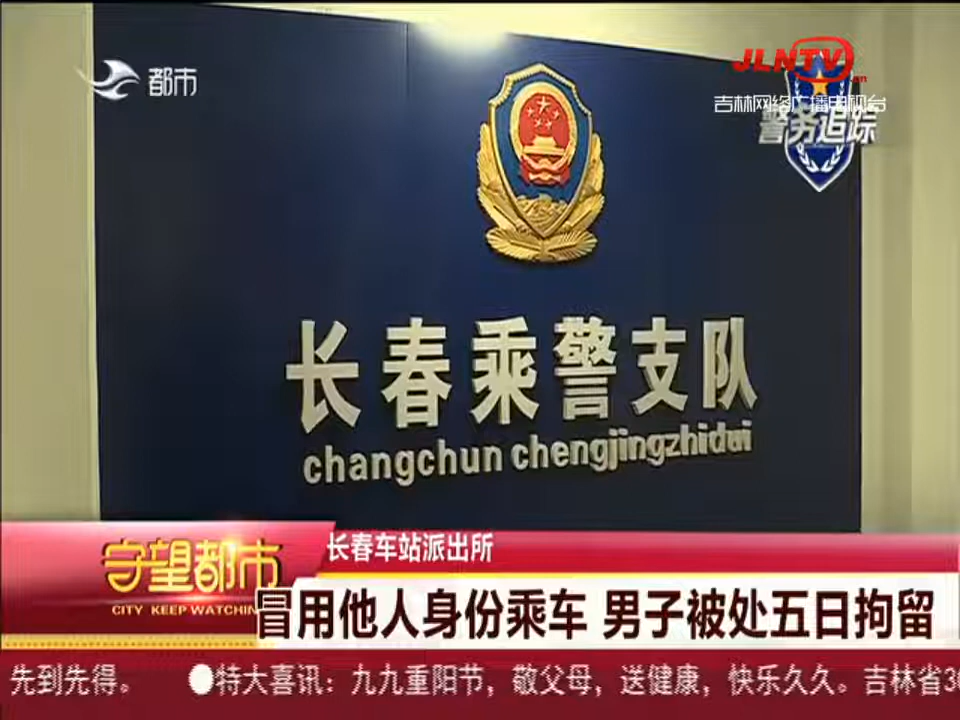 都市
JLNTV.cn
吉林网络广播电视台
警务追踪
长春乘警支队
changchun chengjingzhidui
长春车站派出所
守望都市
CITY KEEP WATCHING
冒用他人身份乘车 男子被处五日拘留
先到先得。 ●特大喜讯：九九重阳节，敬父母，送健康，快乐久久。吉林省30